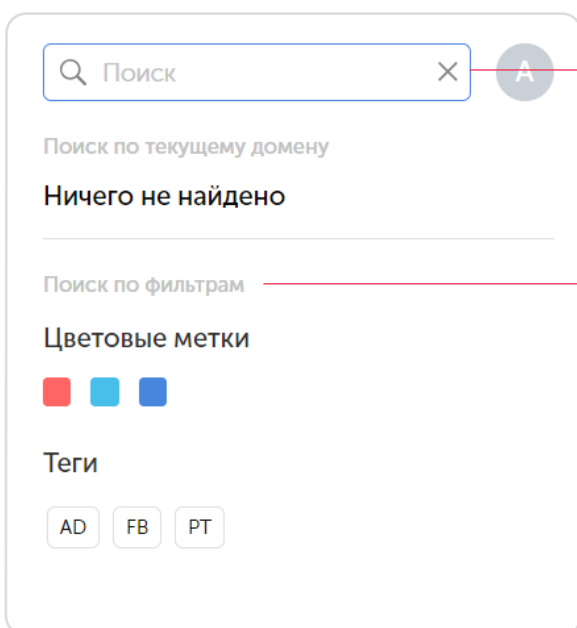 Поиск
А
Поиск по текущему домену
Ничего не найдено
Поиск по фильтрам
Цветовые метки
Теги
AD FB PT